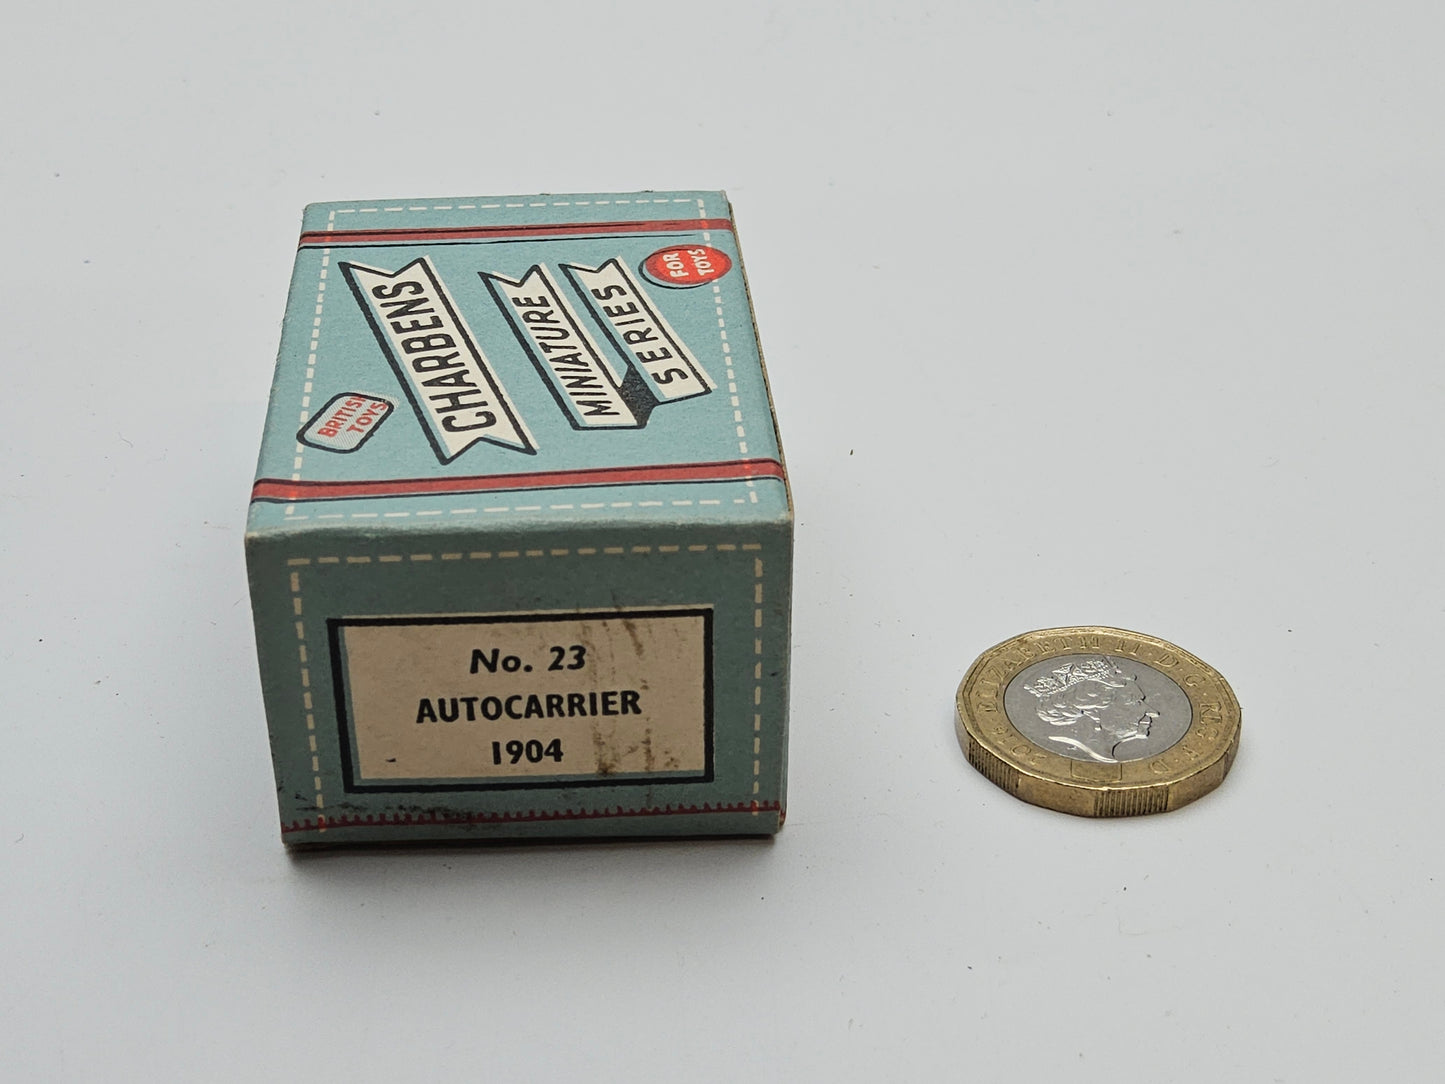 CHARBENS
MINIATURE
SERIES
FOR
TOYS
BRITISH
TOYS
No. 23
AUTOCARRIER
1904
ELIZABETH II·D·G·REG·F·D